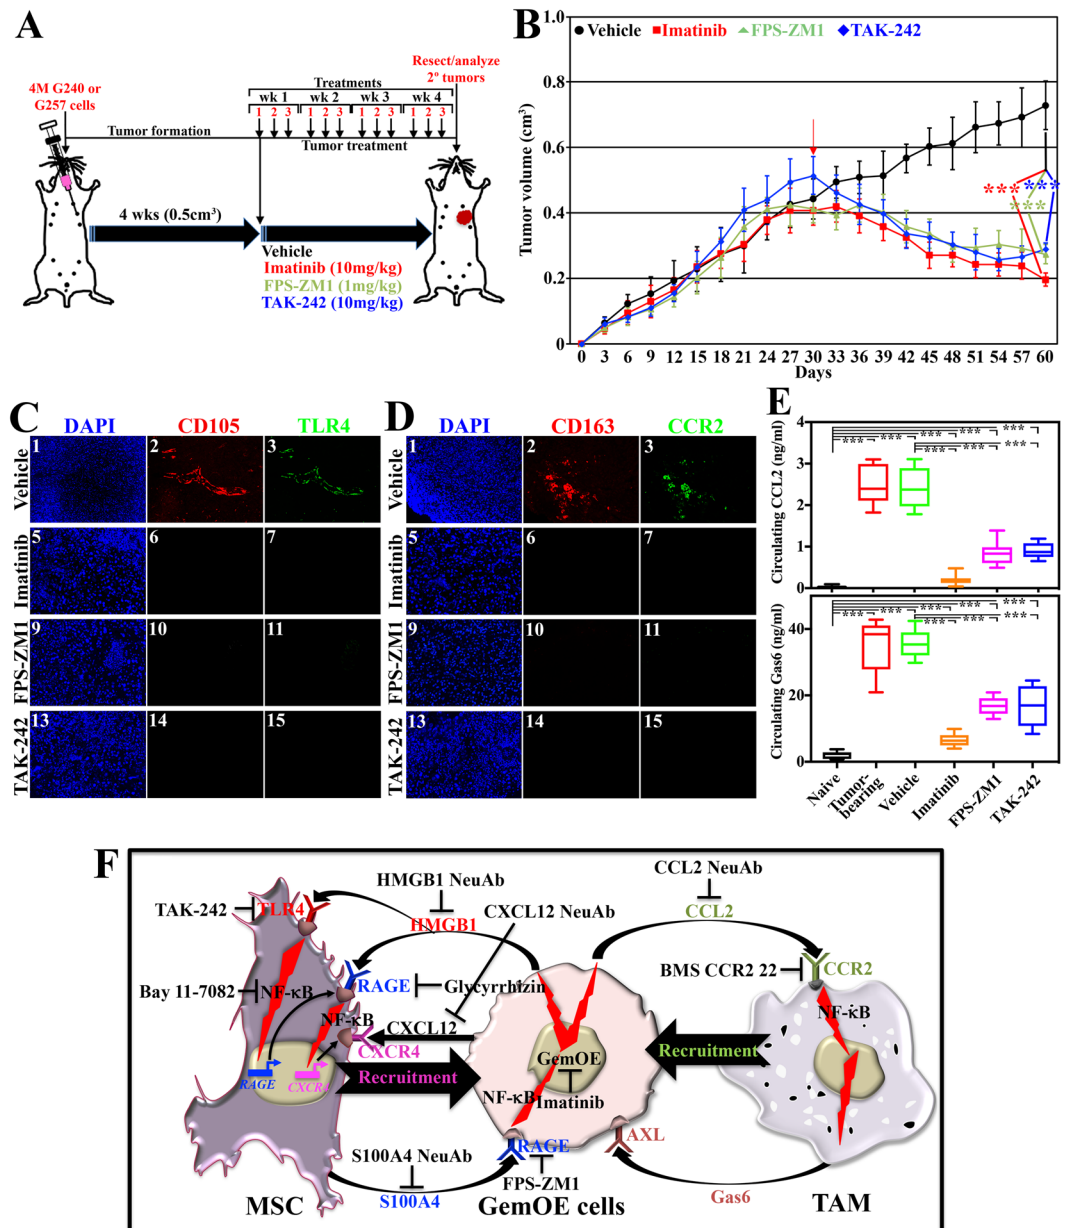 A
4M G240 or
G257 cells
Resect/analyze
2° tumors
Treatments
wk 1 wk 2 wk 3 wk 4
1 2 3 1 2 3 1 2 3 1 2 3
Tumor formation
Tumor treatment
4 wks (0.5cm³)
Vehicle
Imatinib (10mg/kg)
FPS-ZM1 (1mg/kg)
TAK-242 (10mg/kg)
B
Vehicle Imatinib FPS-ZM1 TAK-242
Tumor volume (cm³)
1.0
0.8
0.6
0.4
0.2
0
***
***
***
0 3 6 9 12 15 18 21 24 27 30 33 36 39 42 45 48 51 54 57 60
Days
C
DAPI CD105 TLR4
Vehicle
1 2 3
Imatinib
5 6 7
FPS-ZM1
9 10 11
TAK-242
13 14 15
D
DAPI CD163 CCR2
1 2 3
5 6 7
9 10 11
13 14 15
E
Circulating CCL2 (ng/ml)
4
3
2
1
0
*** *** *** *** ***
*** *** ***
Circulating Gas6 (ng/ml)
40
20
0
*** *** *** *** ***
*** *** ***
Naive
Tumor-
bearing
Vehicle
Imatinib
FPS-ZM1
TAK-242
F
HMGB1 NeuAb
CCL2 NeuAb
TAK-242
TLR4
HMGB1
CXCL12 NeuAb
CCL2
BMS CCR2 22
CCR2
Bay 11-7082
NF-κB
RAGE
Glycyrrhizin
NF-κB
NF-κB
CXCL12
CXCR4
Recruitment
GemOE
Recruitment
RAGE
CXCR4
NF-κB
Imatinib
RAGE
AXL
S100A4 NeuAb
FPS-ZM1
S100A4
Gas6
MSC
GemOE cells
TAM